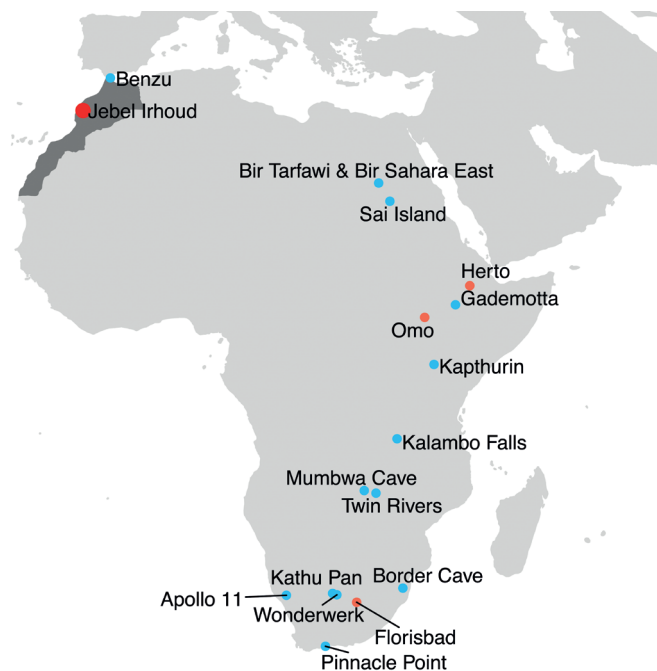 Benzu
Jebel Irhoud
Bir Tarfawi & Bir Sahara East
Sai Island
Herto
Gademotta
Omo
Kapthurin
Kalambo Falls
Mumbwa Cave
Twin Rivers
Kathu Pan
Border Cave
Apollo 11
Wonderwerk
Florisbad
Pinnacle Point